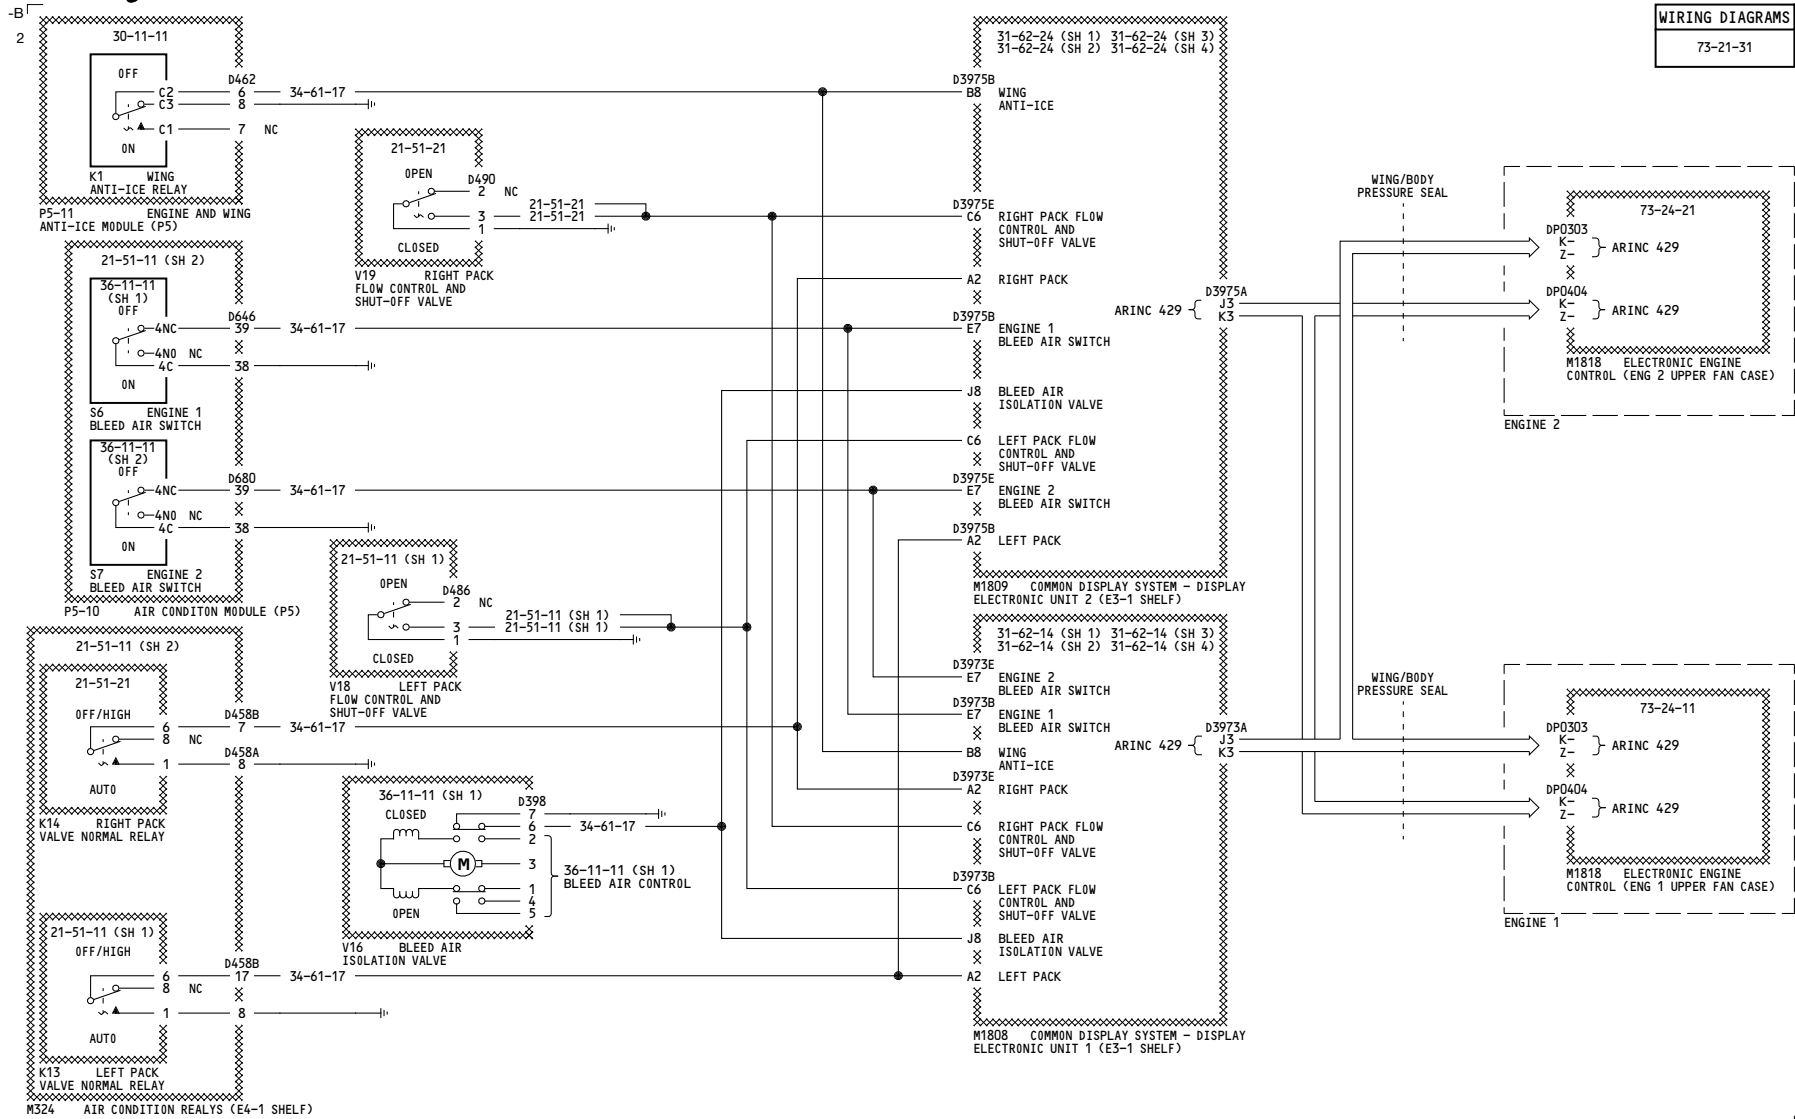 -B
2
WIRING DIAGRAMS
73-21-31
30-11-11
OFF
C2
C3
C1
ON
D462
6 34-61-17
8
7 NC
K1 WING
ANTI-ICE RELAY
P5-11 ENGINE AND WING
ANTI-ICE MODULE (P5)
21-51-11 (SH 2)
36-11-11
(SH 1)
OFF
4NC
4NO NC
4C
ON
D646
39 34-61-17
38
S6 ENGINE 1
BLEED AIR SWITCH
36-11-11
(SH 2)
OFF
4NC
4NO NC
4C
ON
D680
39 34-61-17
38
S7 ENGINE 2
BLEED AIR SWITCH
P5-10 AIR CONDITON MODULE (P5)
21-51-11 (SH 2)
21-51-21
OFF/HIGH
6
8 NC
1
AUTO
D458B
7 34-61-17
D458A
8
K14 RIGHT PACK
VALVE NORMAL RELAY
21-51-11 (SH 1)
OFF/HIGH
6
8 NC
1
AUTO
D458B
17 34-61-17
8
K13 LEFT PACK
VALVE NORMAL RELAY
M324 AIR CONDITION REALYS (E4-1 SHELF)
21-51-21
OPEN
CLOSED
D490
2 NC
21-51-21
3 21-51-21
1
V19 RIGHT PACK
FLOW CONTROL AND
SHUT-OFF VALVE
21-51-11 (SH 1)
OPEN
CLOSED
D486
2 NC
21-51-11 (SH 1)
3 21-51-11 (SH 1)
1
V18 LEFT PACK
FLOW CONTROL AND
SHUT-OFF VALVE
36-11-11 (SH 1)
CLOSED
M
OPEN
D398
7
6 34-61-17
2
3
1
4
5
36-11-11 (SH 1)
BLEED AIR CONTROL
V16 BLEED AIR
ISOLATION VALVE
31-62-24 (SH 1) 31-62-24 (SH 3)
31-62-24 (SH 2) 31-62-24 (SH 4)
D3975B
B8 WING
ANTI-ICE
D3975E
C6 RIGHT PACK FLOW
CONTROL AND
SHUT-OFF VALVE
A2 RIGHT PACK
D3975B
E7 ENGINE 1
BLEED AIR SWITCH
J8 BLEED AIR
ISOLATION VALVE
C6 LEFT PACK FLOW
CONTROL AND
SHUT-OFF VALVE
D3975E
E7 ENGINE 2
BLEED AIR SWITCH
D3975B
A2 LEFT PACK
ARINC 429
D3975A
J3
K3
M1809 COMMON DISPLAY SYSTEM - DISPLAY
ELECTRONIC UNIT 2 (E3-1 SHELF)
31-62-14 (SH 1) 31-62-14 (SH 3)
31-62-14 (SH 2) 31-62-14 (SH 4)
D3973E
E7 ENGINE 2
BLEED AIR SWITCH
D3973B
E7 ENGINE 1
BLEED AIR SWITCH
B8 WING
ANTI-ICE
D3973E
A2 RIGHT PACK
C6 RIGHT PACK FLOW
CONTROL AND
SHUT-OFF VALVE
D3973B
C6 LEFT PACK FLOW
CONTROL AND
SHUT-OFF VALVE
J8 BLEED AIR
ISOLATION VALVE
A2 LEFT PACK
ARINC 429
D3973A
J3
K3
M1808 COMMON DISPLAY SYSTEM - DISPLAY
ELECTRONIC UNIT 1 (E3-1 SHELF)
WING/BODY
PRESSURE SEAL
73-24-21
DP0303
K-
Z-
ARINC 429
DP0404
K-
Z-
ARINC 429
M1818 ELECTRONIC ENGINE
CONTROL (ENG 2 UPPER FAN CASE)
ENGINE 2
WING/BODY
PRESSURE SEAL
73-24-11
DP0303
K-
Z-
ARINC 429
DP0404
K-
Z-
ARINC 429
M1818 ELECTRONIC ENGINE
CONTROL (ENG 1 UPPER FAN CASE)
ENGINE 1